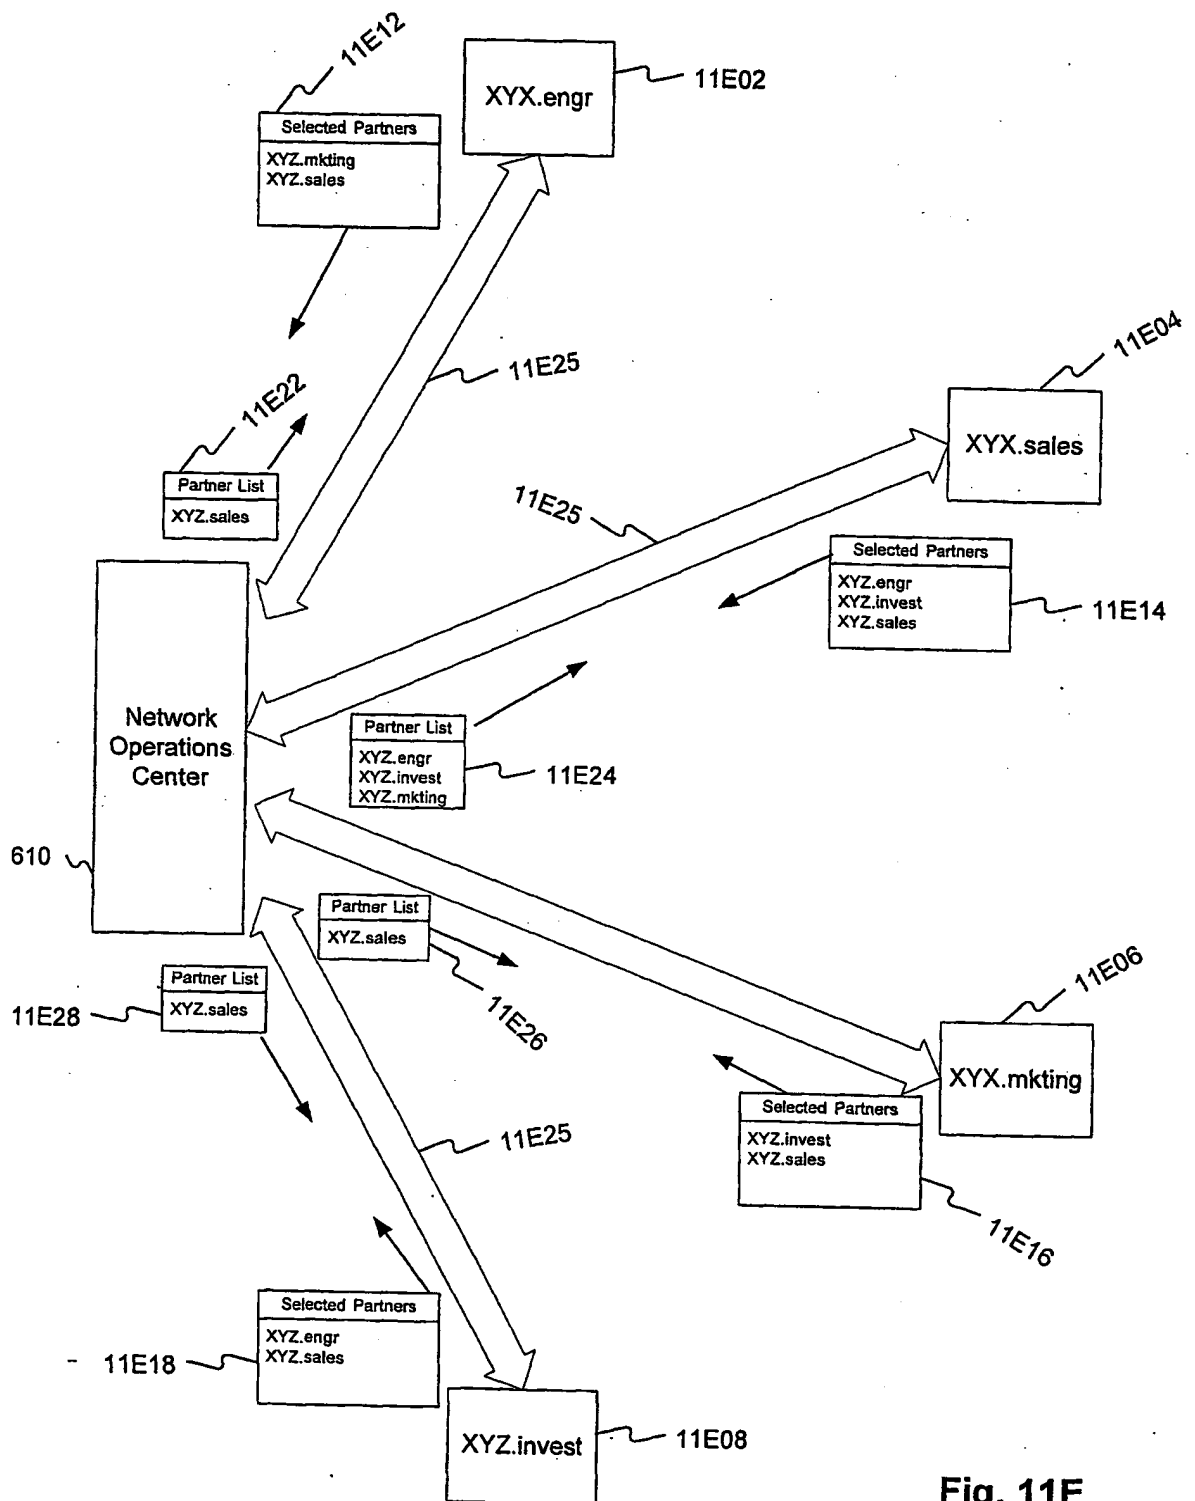 11E12
XYX.engr
11E02
Selected Partners
XYZ.mkting
XYZ.sales
11E25
11E22
Partner List
XYZ.sales
11E04
XYX.sales
11E25
Selected Partners
XYZ.engr
XYZ.invest
XYZ.sales
11E14
Network
Operations
Center
610
Partner List
XYZ.engr
XYZ.invest
XYZ.mkting
11E24
Partner List
XYZ.sales
11E26
Partner List
XYZ.sales
11E28
11E06
XYX.mkting
Selected Partners
XYZ.invest
XYZ.sales
11E16
11E25
Selected Partners
XYZ.engr
XYZ.sales
11E18
XYZ.invest
11E08
Fig. 11E